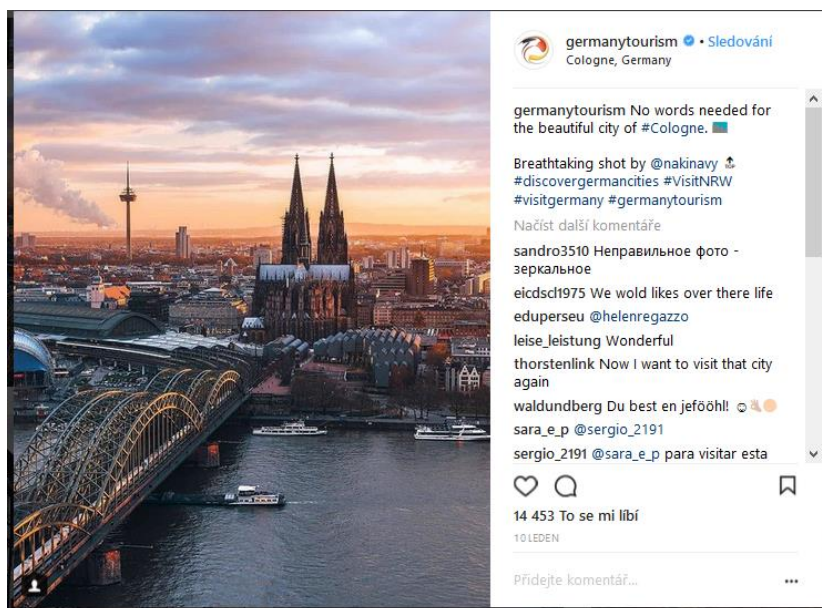 germanytourism • Sledování
Cologne, Germany
germanytourism No words needed for
the beautiful city of #Cologne.
Breathtaking shot by @nakinavy
#discovergermancities #VisitNRW
#visitgermany #germanytourism
Načíst další komentáře
sandro3510 Неправильное фото -
зеркальное
eicdscl1975 We wold likes over there life
eduperseu @helenregazzo
leise_leistung Wonderful
thorstenlink Now I want to visit that city
again
waldundberg Du best en jefööhl!
sara_e_p @sergio_2191
sergio_2191 @sara_e_p para visitar esta
14 453 To se mi líbí
10 LEDEN
Přidejte komentář...